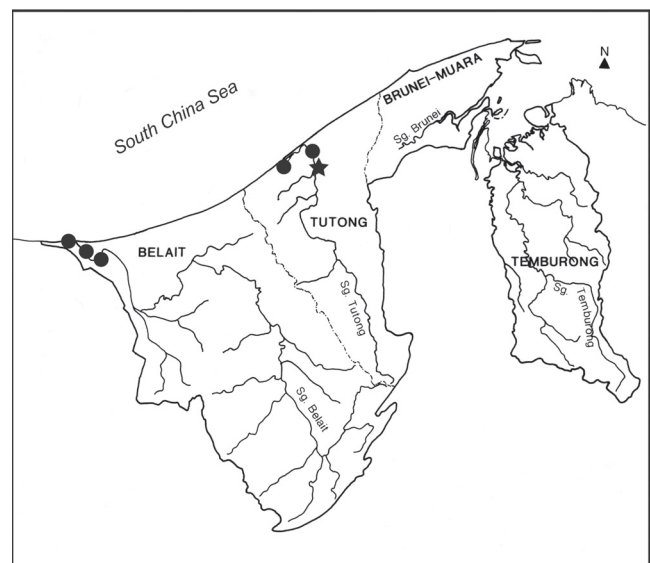 N
BRUNEI-MUARA
South China Sea
Sg. Brunei
TUTONG
BELAIT
TEMBURONG
Sg. Tutong
Sg. Temburong
Sg. Belait